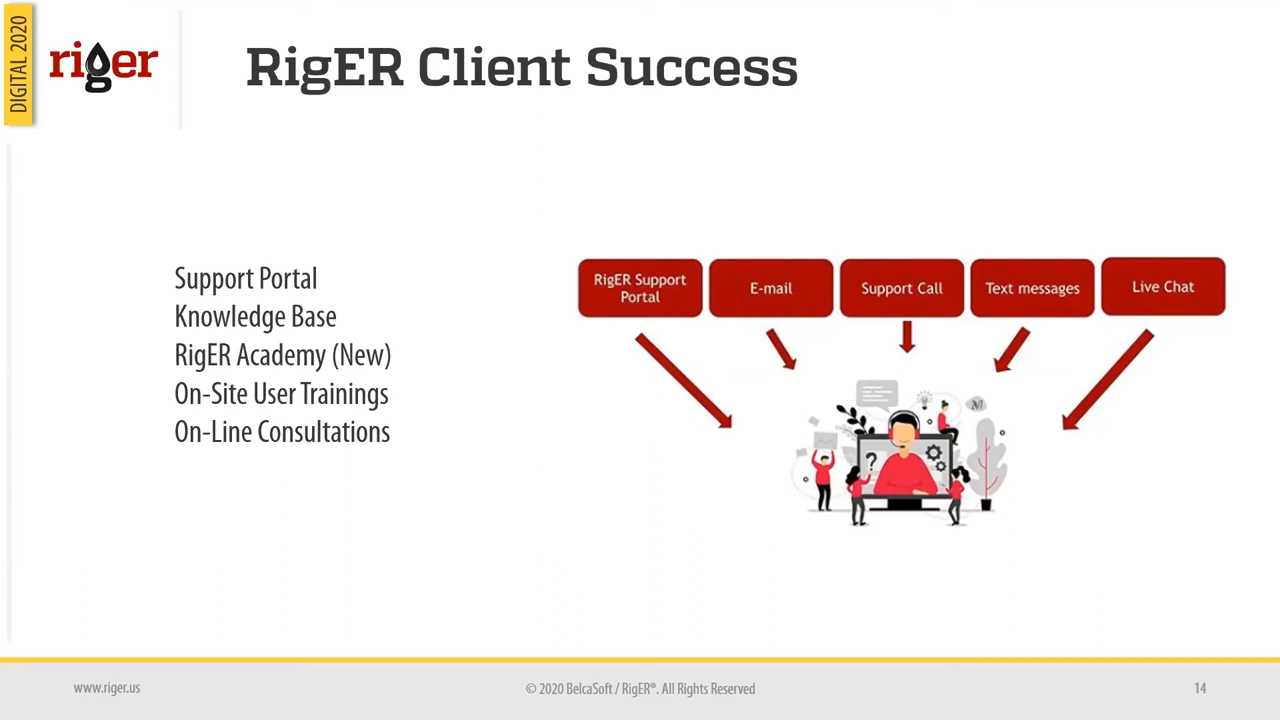 DIGITAL 2020
riger
RigER Client Success
Support Portal
Knowledge Base
RigER Academy (New)
On-Site User Trainings
On-Line Consultations
RigER Support
Portal
E-mail
Support Call
Text messages
Live Chat
?
www.riger.us
© 2020 BelcaSoft / RigER®. All Rights Reserved
14